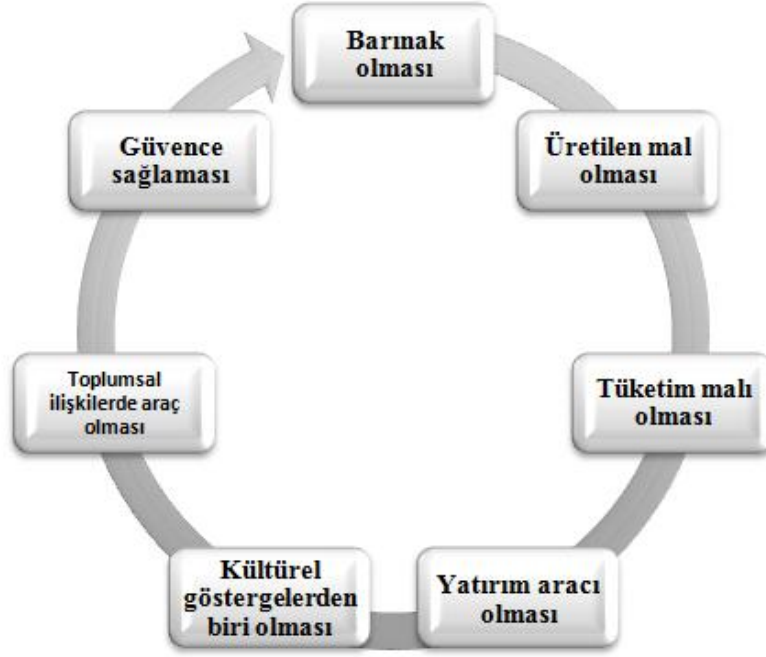 Barınak
olması
Üretilen mal
olması
Tüketim malı
olması
Yatırım aracı
olması
Kültürel
göstergelerden
biri olması
Toplumsal
ilişkilerde araç
olması
Güvence
sağlaması